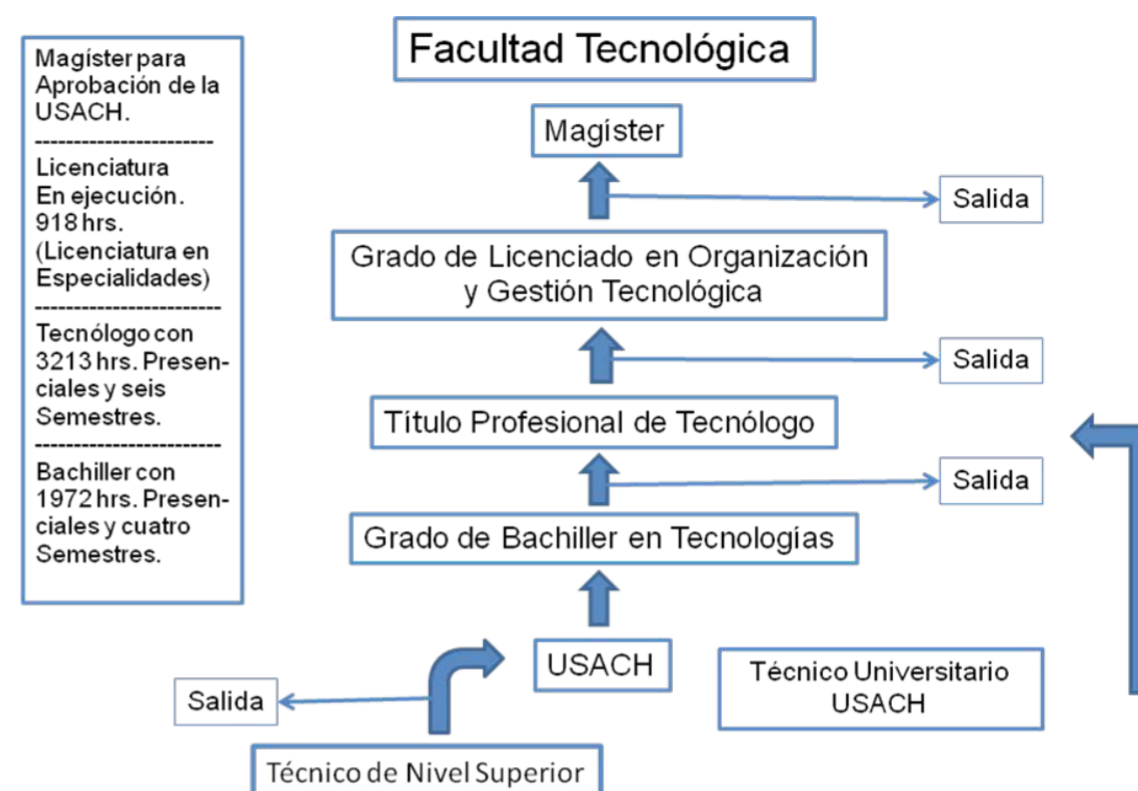 Facultad Tecnológica
Magíster para
Aprobación de la
USACH.
-----------------------
Licenciatura
En ejecución.
918 hrs.
(Licenciatura en
Especialidades)
------------------------
Tecnólogo con
3213 hrs. Presen-
ciales y seis
Semestres.
------------------------
Bachiller con
1972 hrs. Presen-
ciales y cuatro
Semestres.
Magíster
Salida
Grado de Licenciado en Organización
y Gestión Tecnológica
Salida
Título Profesional de Tecnólogo
Salida
Grado de Bachiller en Tecnologías
USACH
Técnico Universitario
USACH
Salida
Técnico de Nivel Superior